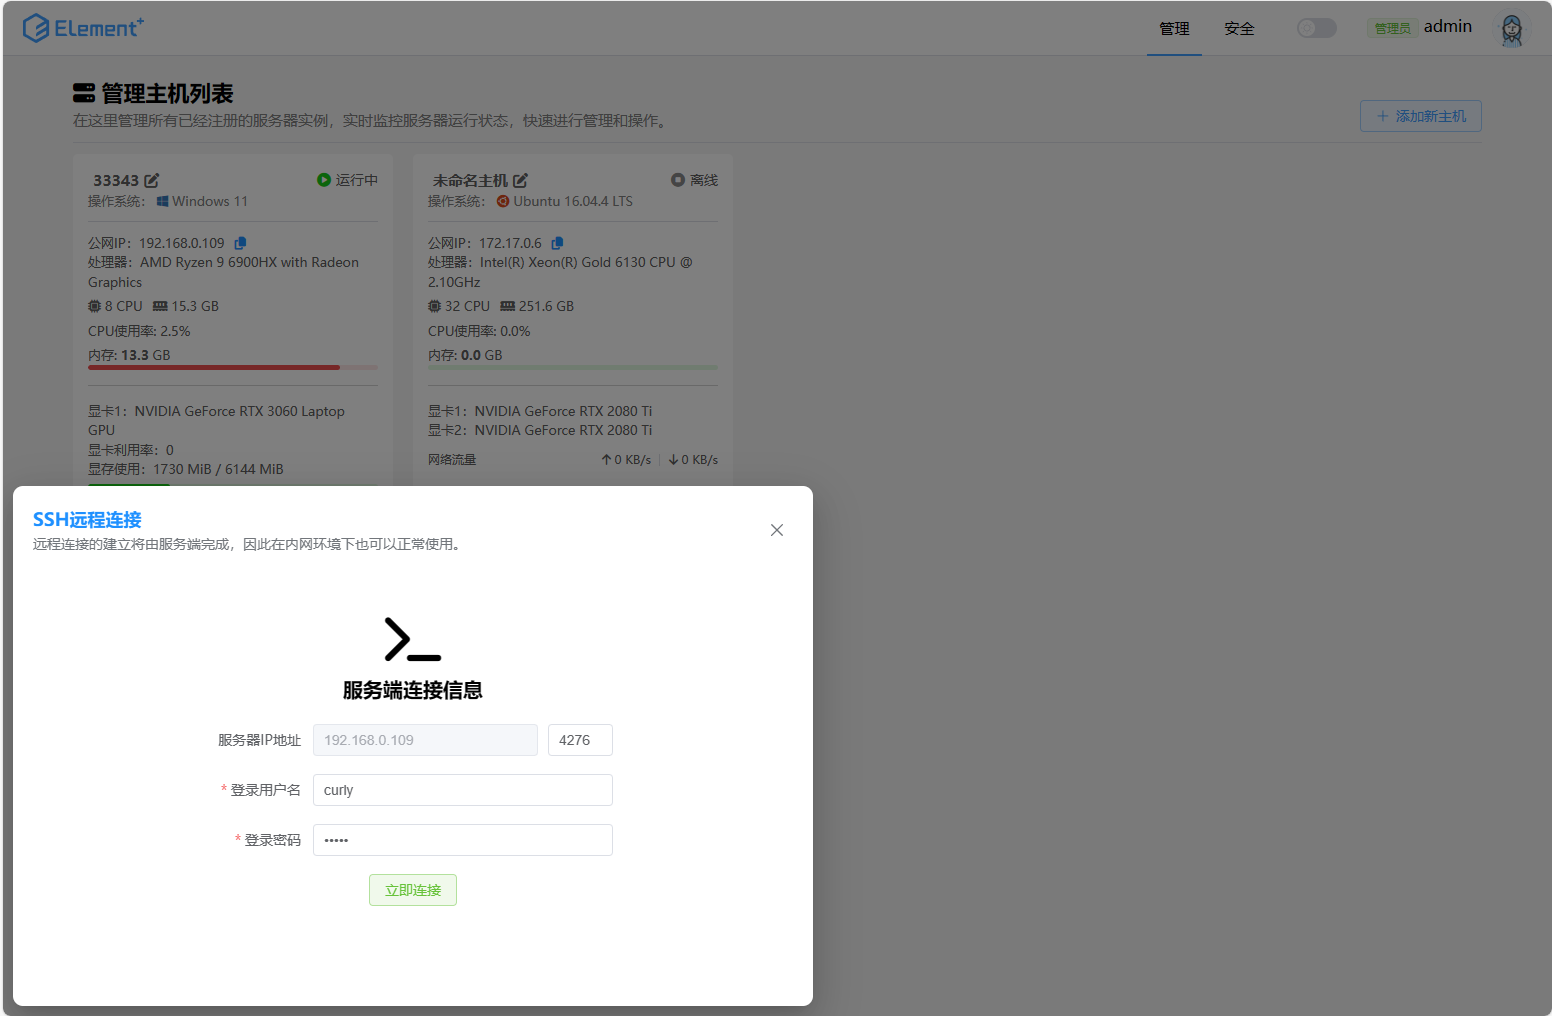 ELement+
管理
安全
管理员 admin
管理主机列表
在这里管理所有已经注册的服务器实例，实时监控服务器运行状态，快速进行管理和操作。
+ 添加新主机
33343
运行中
操作系统： Windows 11
公网IP：192.168.0.109
处理器：AMD Ryzen 9 6900HX with Radeon
Graphics
8 CPU 15.3 GB
CPU使用率: 2.5%
内存: 13.3 GB
显卡1：NVIDIA GeForce RTX 3060 Laptop
GPU
显卡利用率：0
显存使用：1730 MiB / 6144 MiB
未命名主机
离线
操作系统： Ubuntu 16.04.4 LTS
公网IP：172.17.0.6
处理器：Intel(R) Xeon(R) Gold 6130 CPU @
2.10GHz
32 CPU 251.6 GB
CPU使用率: 0.0%
内存: 0.0 GB
显卡1：NVIDIA GeForce RTX 2080 Ti
显卡2：NVIDIA GeForce RTX 2080 Ti
网络流量 ↑ 0 KB/s ↓ 0 KB/s
SSH远程连接
远程连接的建立将由服务端完成，因此在内网环境下也可以正常使用。
服务端连接信息
服务器IP地址 192.168.0.109 4276
* 登录用户名 curly
* 登录密码 •••••
立即连接